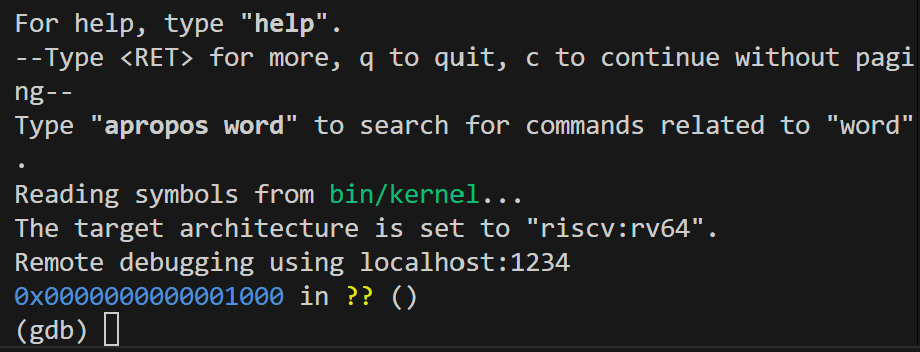 For help, type "help".
--Type <RET> for more, q to quit, c to continue without pagi
ng--
Type "apropos word" to search for commands related to "word"
.
Reading symbols from bin/kernel...
The target architecture is set to "riscv:rv64".
Remote debugging using localhost:1234
0x0000000000001000 in ?? ()
(gdb)